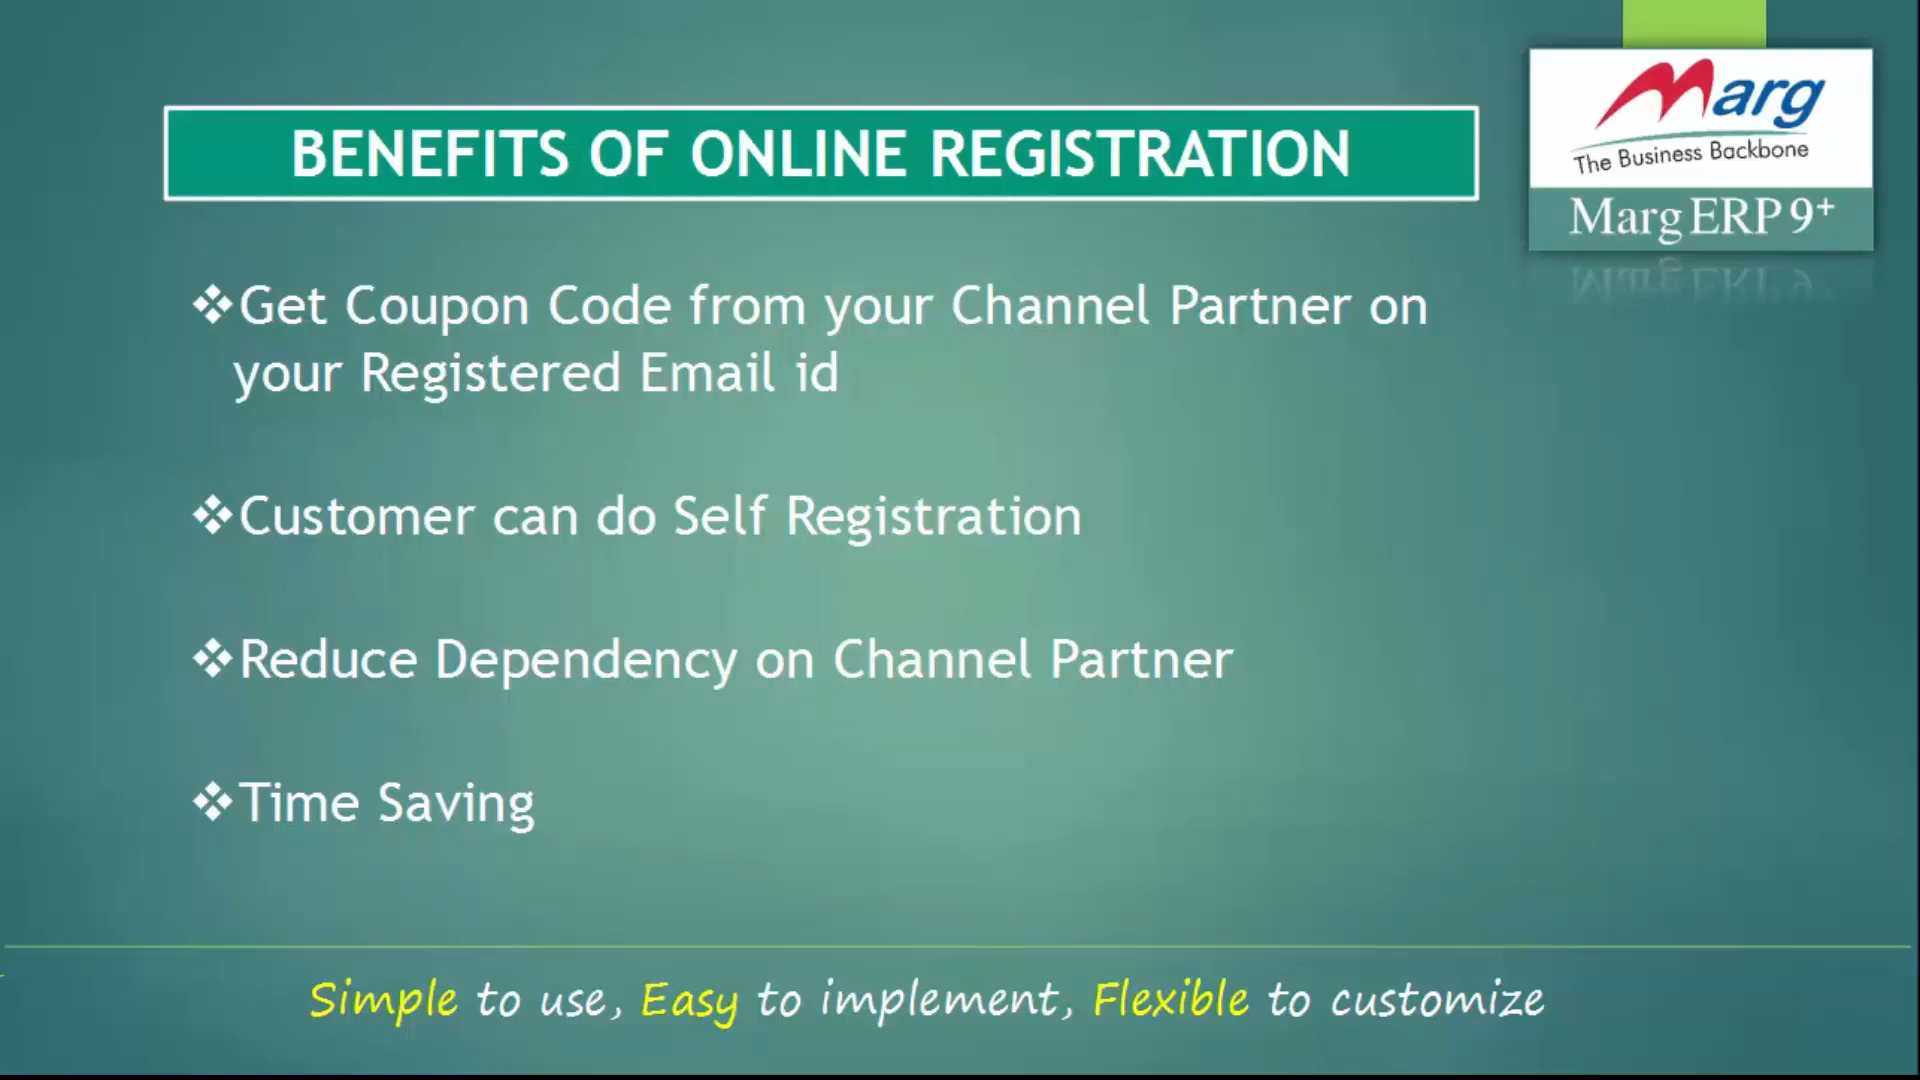 BENEFITS OF ONLINE REGISTRATION
Marg
The Business Backbone
Marg ERP 9+
❖Get Coupon Code from your Channel Partner on
your Registered Email id
❖Customer can do Self Registration
❖Reduce Dependency on Channel Partner
❖Time Saving
Simple to use, Easy to implement, Flexible to customize